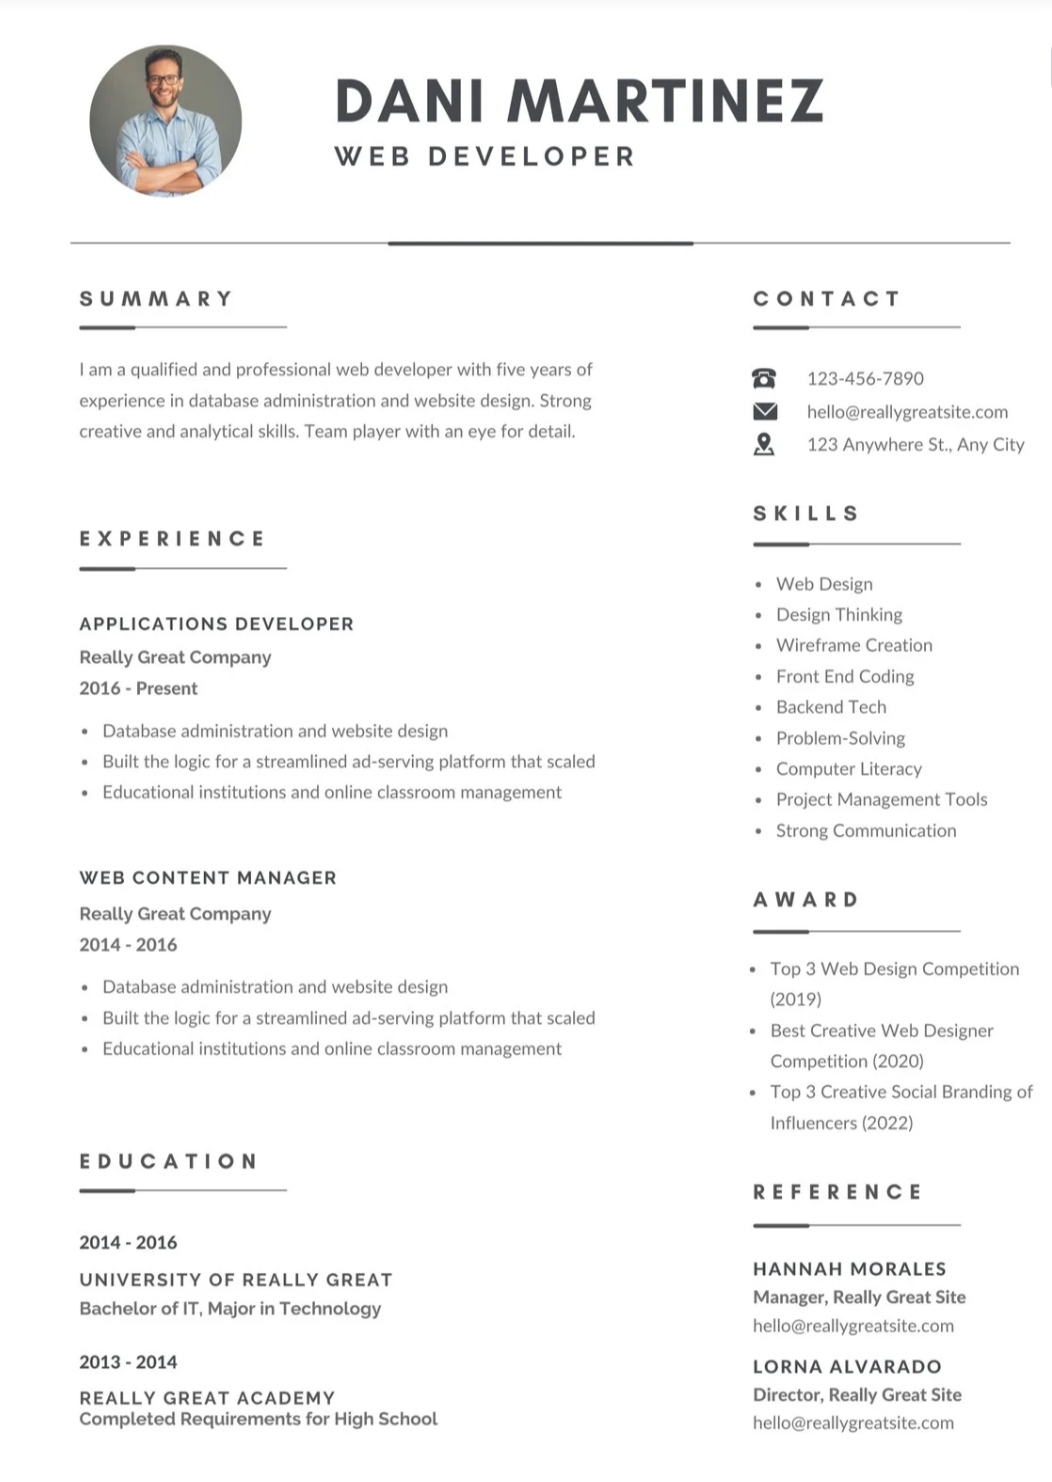 DANI MARTINEZ
WEB DEVELOPER
SUMMARY
I am a qualified and professional web developer with five years of
experience in database administration and website design. Strong
creative and analytical skills. Team player with an eye for detail.
EXPERIENCE
APPLICATIONS DEVELOPER
Really Great Company
2016 - Present
• Database administration and website design
• Built the logic for a streamlined ad-serving platform that scaled
• Educational institutions and online classroom management
WEB CONTENT MANAGER
Really Great Company
2014 - 2016
• Database administration and website design
• Built the logic for a streamlined ad-serving platform that scaled
• Educational institutions and online classroom management
EDUCATION
2014 - 2016
UNIVERSITY OF REALLY GREAT
Bachelor of IT, Major in Technology
2013 - 2014
REALLY GREAT ACADEMY
Completed Requirements for High School
CONTACT
123-456-7890
hello@reallygreatsite.com
123 Anywhere St., Any City
SKILLS
• Web Design
• Design Thinking
• Wireframe Creation
• Front End Coding
• Backend Tech
• Problem-Solving
• Computer Literacy
• Project Management Tools
• Strong Communication
AWARD
• Top 3 Web Design Competition
(2019)
• Best Creative Web Designer
Competition (2020)
• Top 3 Creative Social Branding of
Influencers (2022)
REFERENCE
HANNAH MORALES
Manager, Really Great Site
hello@reallygreatsite.com
LORNA ALVARADO
Director, Really Great Site
hello@reallygreatsite.com